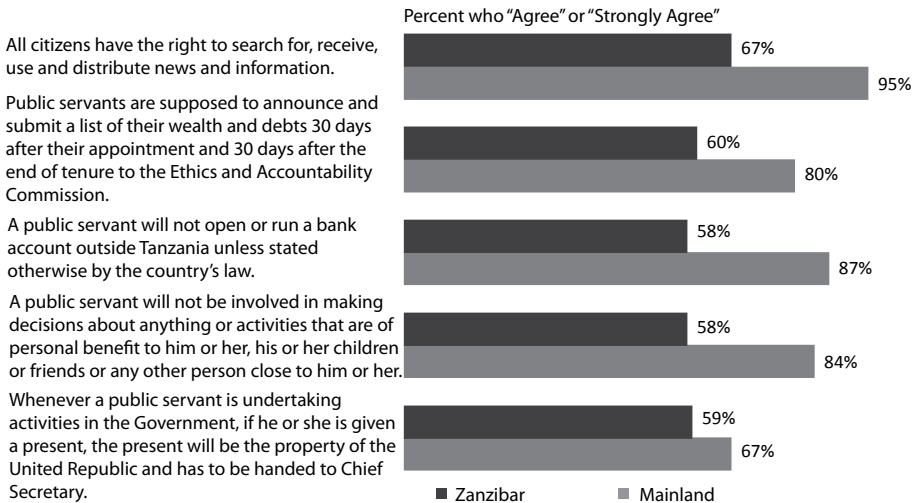 Percent who “Agree” or “Strongly Agree”
All citizens have the right to search for, receive,
use and distribute news and information.
67%
95%
Public servants are supposed to announce and
submit a list of their wealth and debts 30 days
after their appointment and 30 days after the
end of tenure to the Ethics and Accountability
Commission.
60%
80%
A public servant will not open or run a bank
account outside Tanzania unless stated
otherwise by the country’s law.
58%
87%
A public servant will not be involved in making
decisions about anything or activities that are of
personal benefit to him or her, his or her children
or friends or any other person close to him or her.
58%
84%
Whenever a public servant is undertaking
activities in the Government, if he or she is given
a present, the present will be the property of the
United Republic and has to be handed to Chief
Secretary.
59%
67%
Zanzibar
Mainland